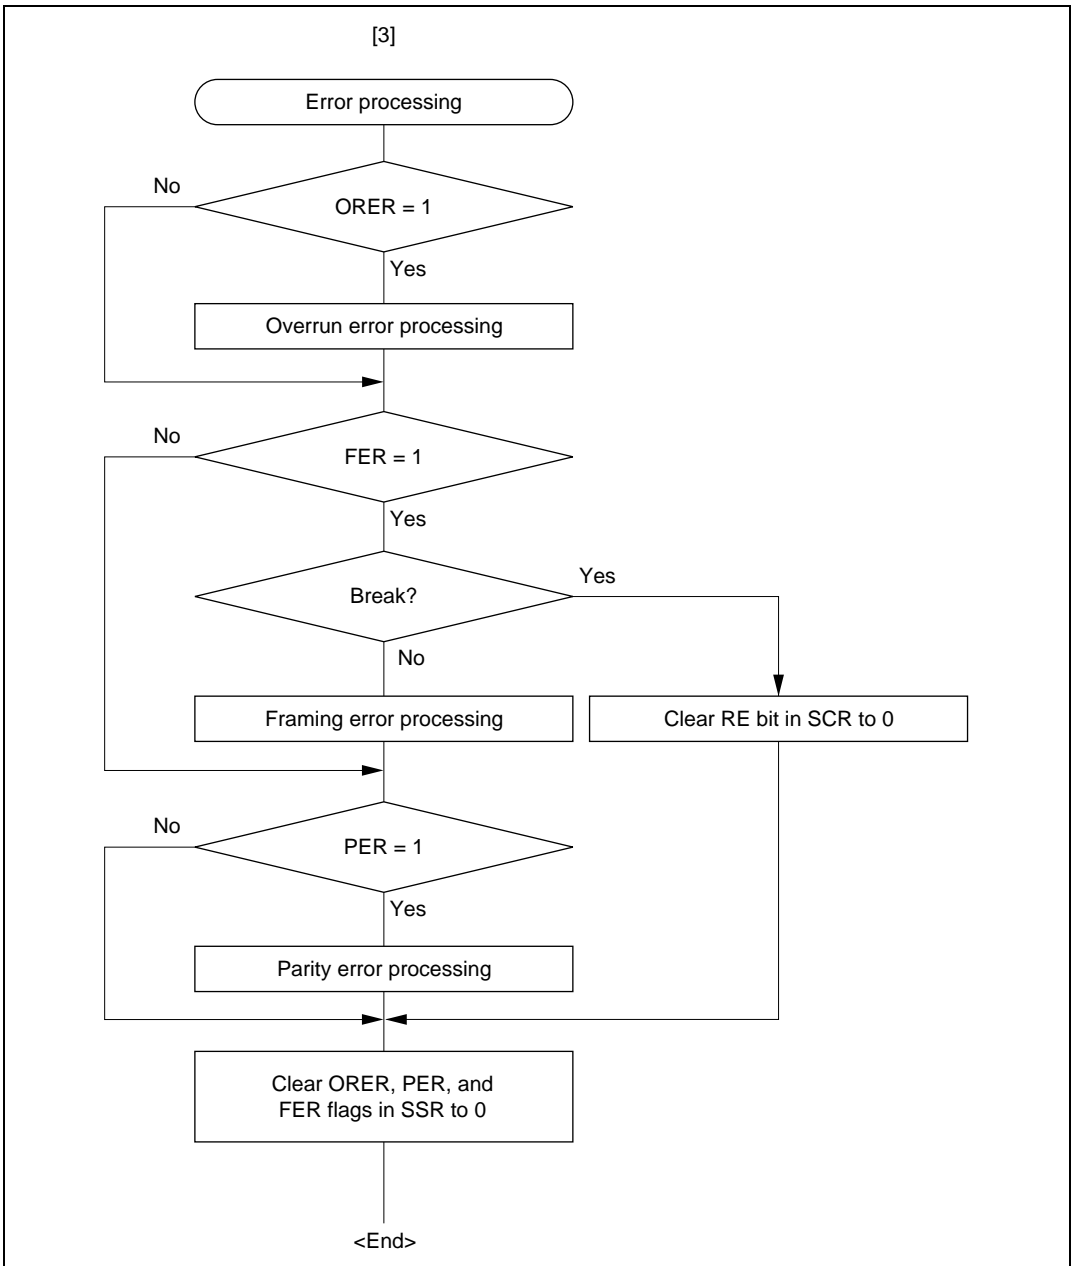 [3]
Error processing
No
ORER = 1
Yes
Overrun error processing
No
FER = 1
Yes
Break?
Yes
No
Framing error processing
Clear RE bit in SCR to 0
No
PER = 1
Yes
Parity error processing
Clear ORER, PER, and
FER flags in SSR to 0
<End>